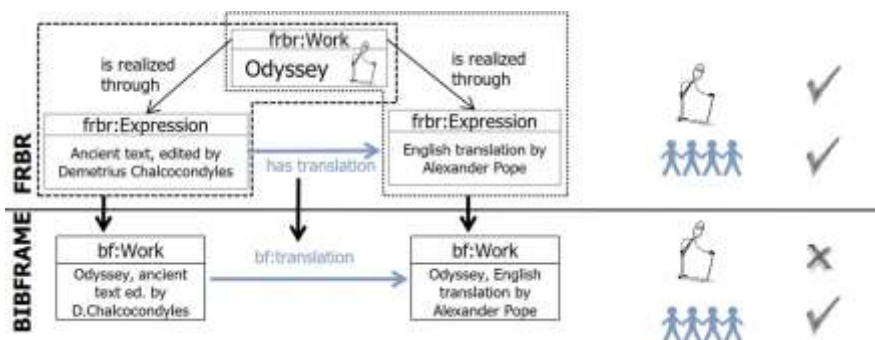 FRBR
frbr:Work
Odyssey
is realized
through
is realized
through
frbr:Expression
Ancient text, edited by
Demetrius Chalcocondyles
has translation
frbr:Expression
English translation by
Alexander Pope
BIBFRAME
bf:Work
Odyssey, ancient
text ed. by
D.Chalcocondyles
bf:translation
bf:Work
Odyssey, English
translation by
Alexander Pope